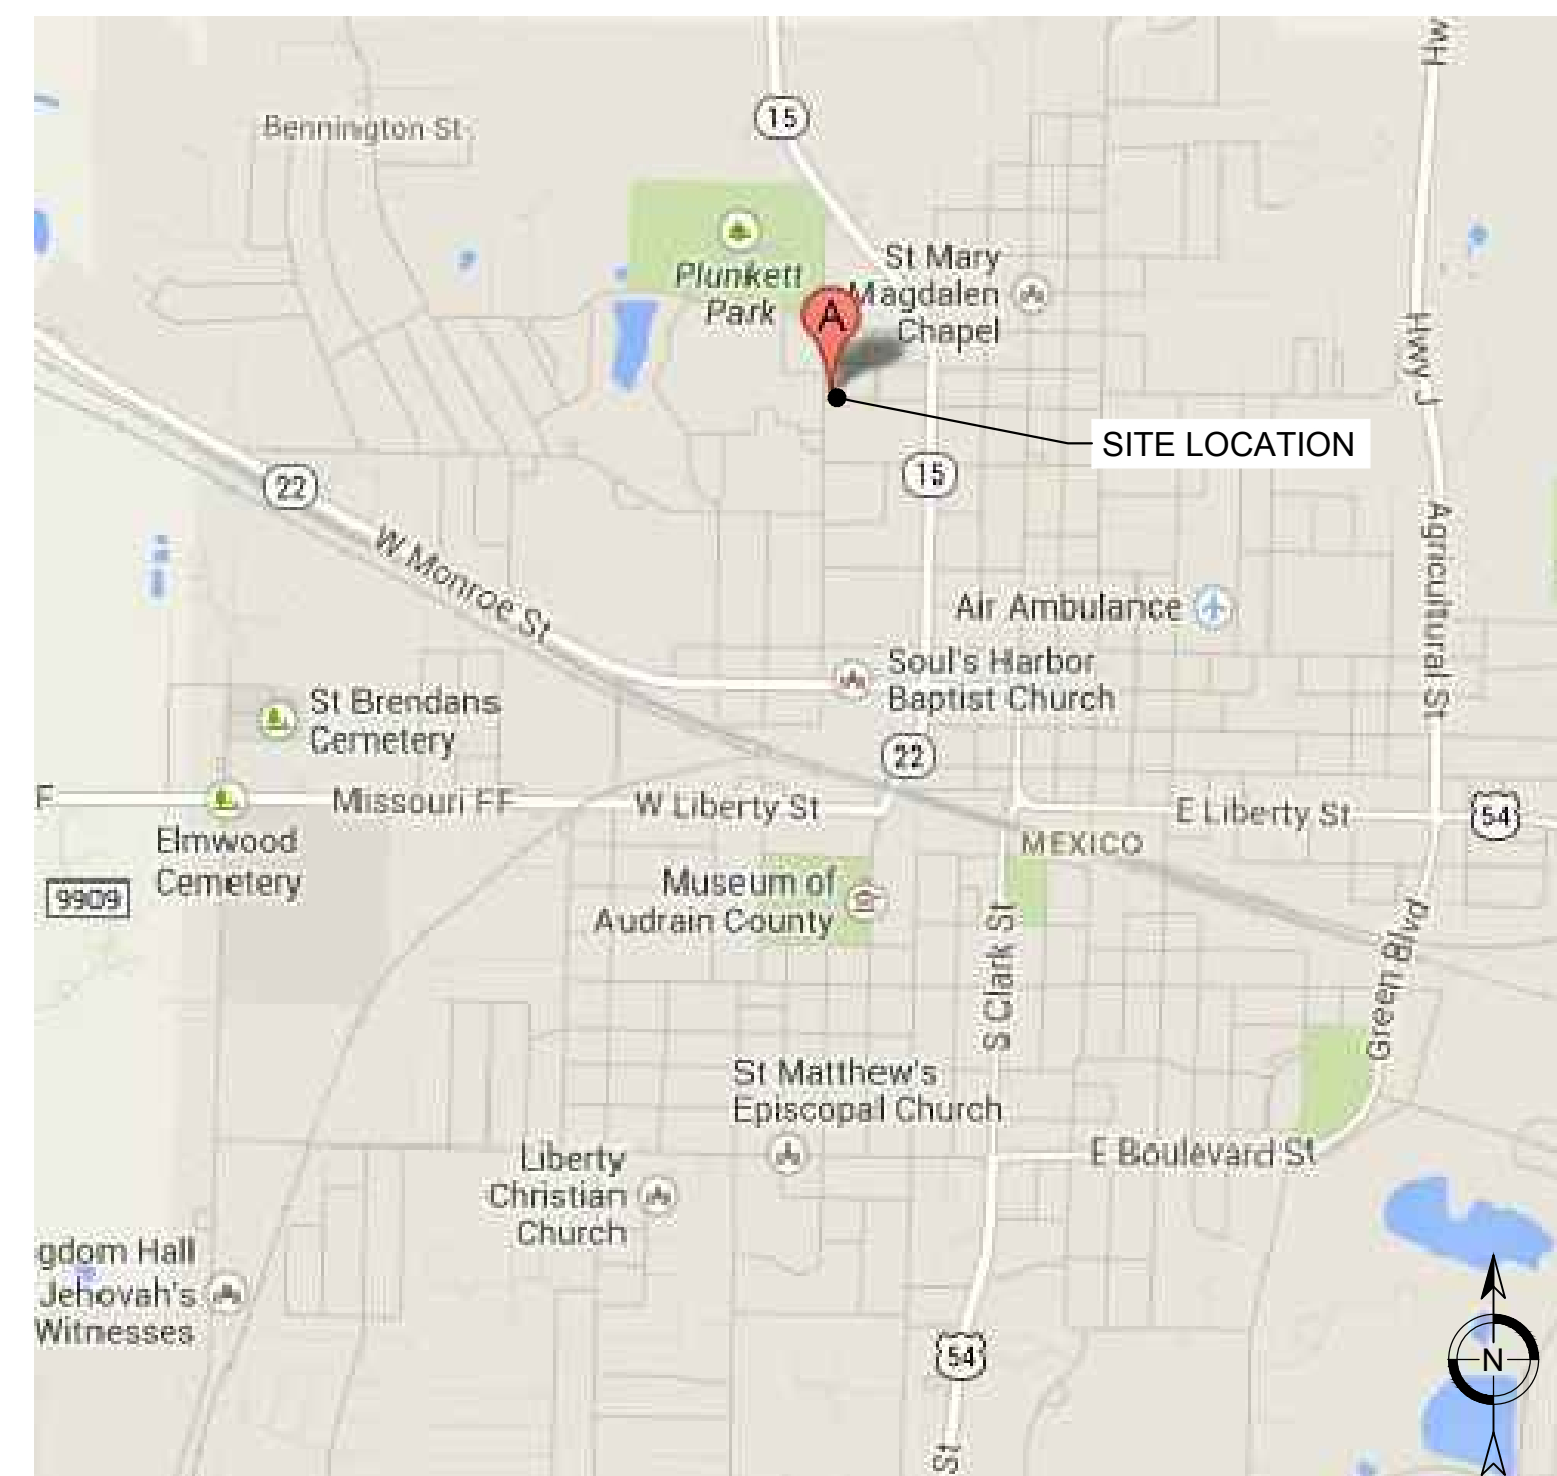 Hw
15
Bennington St
Plunkett
Park
St Mary
Magdalen
Chapel
A
Hwy J
SITE LOCATION
15
22
W Monroe St
Agricultural St
Air Ambulance
Soul's Harbor
Baptist Church
St Brendans
Cemetery
22
F
Missouri FF
W Liberty St
E Liberty St
54
MEXICO
Elmwood
Cemetery
9909
Museum of
Audrain County
S Clark St
Green Blvd
St Matthew's
Episcopal Church
E Boulevard St
Liberty
Christian
Church
gdom Hall
Jehovah's
Witnesses
54
N
St